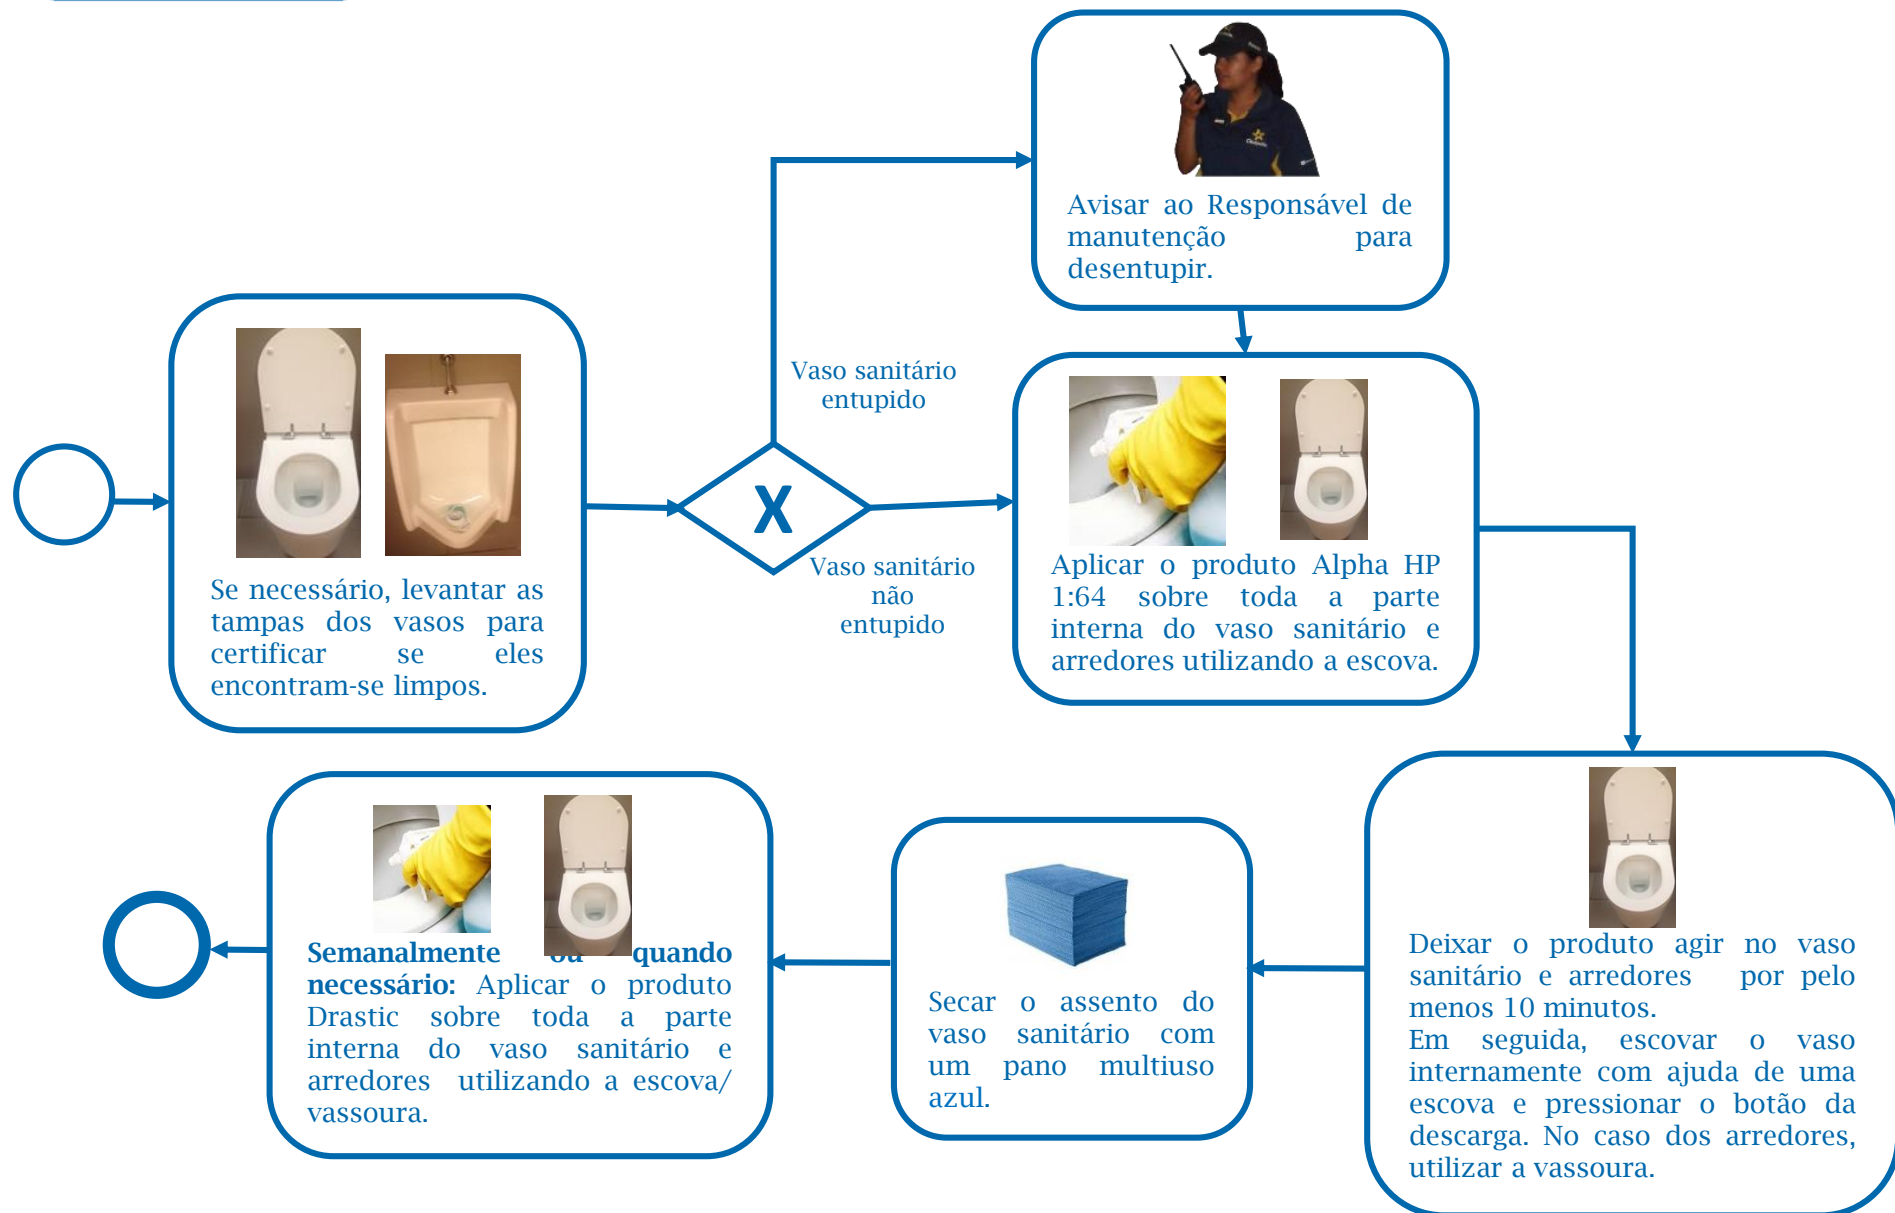 Avisar ao Responsável de
manutenção para
desentupir.
Vaso sanitário
entupido
X
Vaso sanitário
não
entupido
Se necessário, levantar as
tampas dos vasos para
certificar se eles
encontram-se limpos.
Aplicar o produto Alpha HP
1:64 sobre toda a parte
interna do vaso sanitário e
arredores utilizando a escova.
Deixar o produto agir no vaso
sanitário e arredores por pelo
menos 10 minutos.
Em seguida, escovar o vaso
internamente com ajuda de uma
escova e pressionar o botão da
descarga. No caso dos arredores,
utilizar a vassoura.
Secar o assento do
vaso sanitário com
um pano multiuso
azul.
Semanalmente ou quando
necessário: Aplicar o produto
Drastic sobre toda a parte
interna do vaso sanitário e
arredores utilizando a escova/
vassoura.